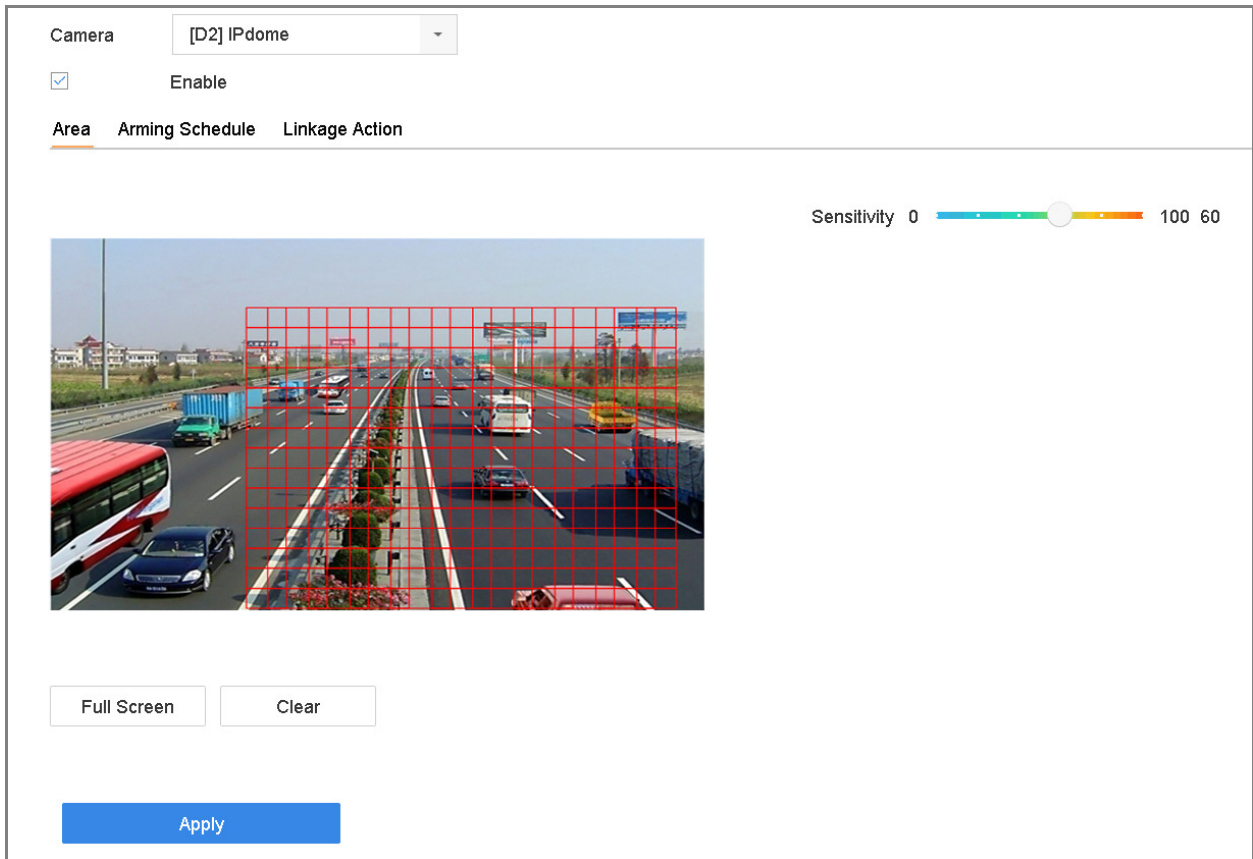 Camera [D2] IPdome
Enable
Area Arming Schedule Linkage Action
Sensitivity 0 100 60
Full Screen Clear
Apply